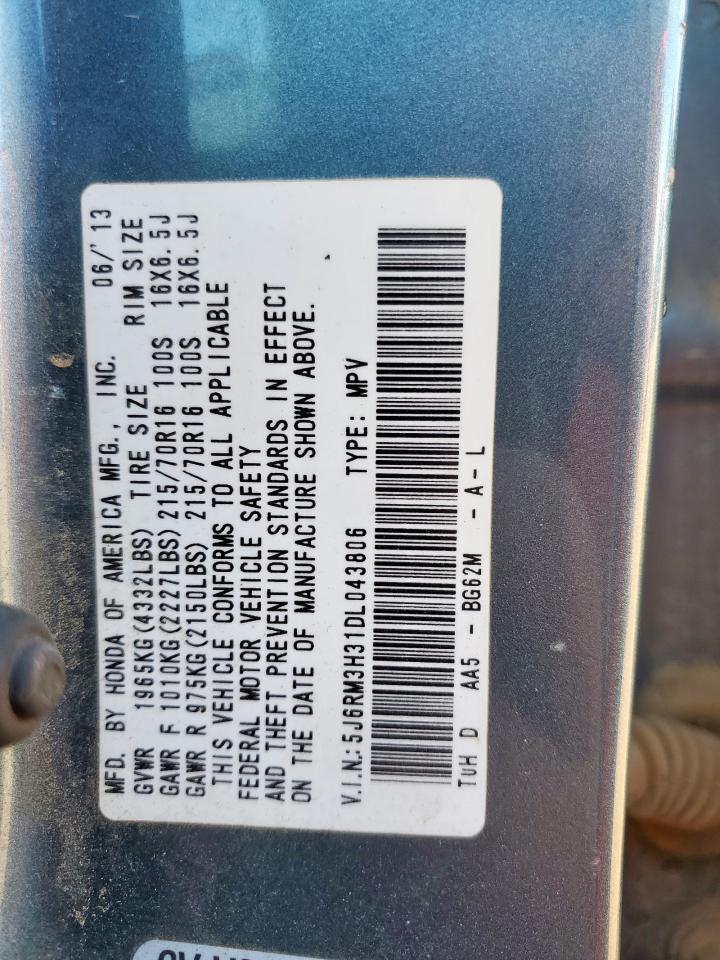 MFD. BY HONDA OF AMERICA MFG., INC. 06/'13
GVWR 1965KG(4332LBS) TIRE SIZE RIM SIZE
GAWR F 1010KG(2227LBS) 215/70R16 100S 16X6.5J
GAWR R 975KG(2150LBS) 215/70R16 100S 16X6.5J
THIS VEHICLE CONFORMS TO ALL APPLICABLE
FEDERAL MOTOR VEHICLE SAFETY
AND THEFT PREVENTION STANDARDS IN EFFECT
ON THE DATE OF MANUFACTURE SHOWN ABOVE.
V.I.N.: 5J6RM3H31DL043806 TYPE: MPV
TUH D AA5 - BG62M - A - L